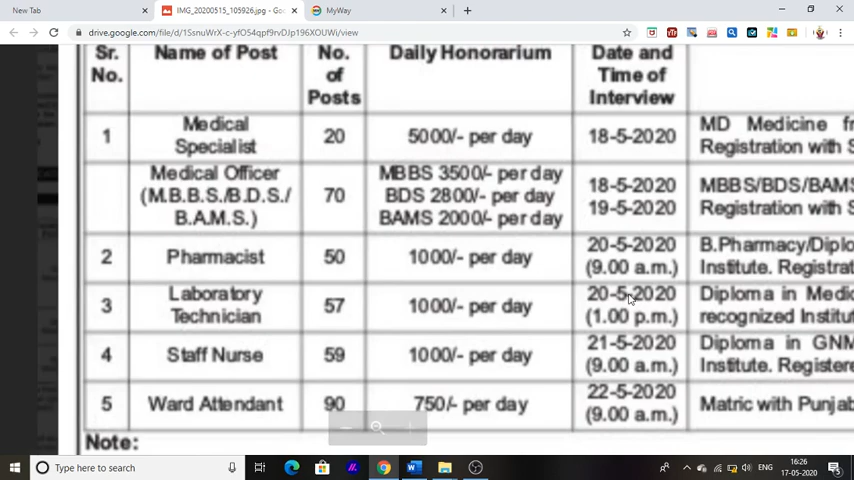 New Tab
IMG_20200515_105926.jpg - Go
MyWay
drive.google.com/file/d/1SsnuWrX-c-yfO54qpf9rvDJp196XOUWi/view
Sr. No.
Name of Post
No. of Posts
Daily Honorarium
Date and Time of Interview
1
Medical Specialist
20
5000/- per day
18-5-2020
MD Medicine
Registration with S
Medical Officer (M.B.B.S./B.D.S./ B.A.M.S.)
70
MBBS 3500/- per day
BDS 2800/- per day
BAMS 2000/- per day
18-5-2020
19-5-2020
MBBS/BDS/BAMS
Registration with S
2
Pharmacist
50
1000/- per day
20-5-2020
(9.00 a.m.)
B.Pharmacy/Diplo
Institute. Registrat
3
Laboratory Technician
57
1000/- per day
20-5-2020
(1.00 p.m.)
Diploma in Medic
recognized Institut
4
Staff Nurse
59
1000/- per day
21-5-2020
(9.00 a.m.)
Diploma in GNM
Institute. Registere
5
Ward Attendant
90
750/- per day
22-5-2020
(9.00 a.m.)
Matric with Punjab
Note:
Type here to search
ENG
16:26
17-05-2020